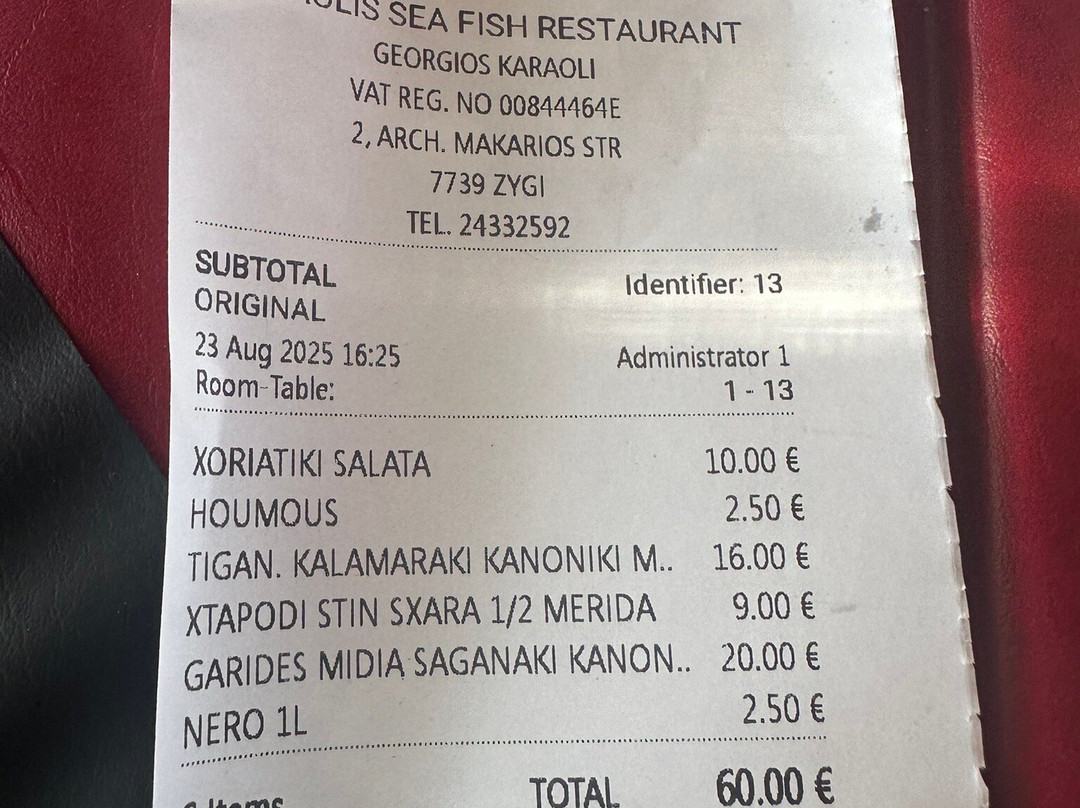 SEA FISH RESTAURANT
GEORGIOS KARAOLI
VAT REG. NO 00844464E
2, ARCH. MAKARIOS STR
7739 ZYGI
TEL. 24332592
SUBTOTAL
Identifier: 13
ORIGINAL
23 Aug 2025 16:25
Administrator 1
Room-Table:
1 - 13
XORIATIKI SALATA 10.00 €
HOUMOUS 2.50 €
TIGAN. KALAMARAKI KANONIKI M.. 16.00 €
XTAPODI STIN SXARA 1/2 MERIDA 9.00 €
GARIDES MIDIA SAGANAKI KANON.. 20.00 €
NERO 1L 2.50 €
Items TOTAL 60.00 €